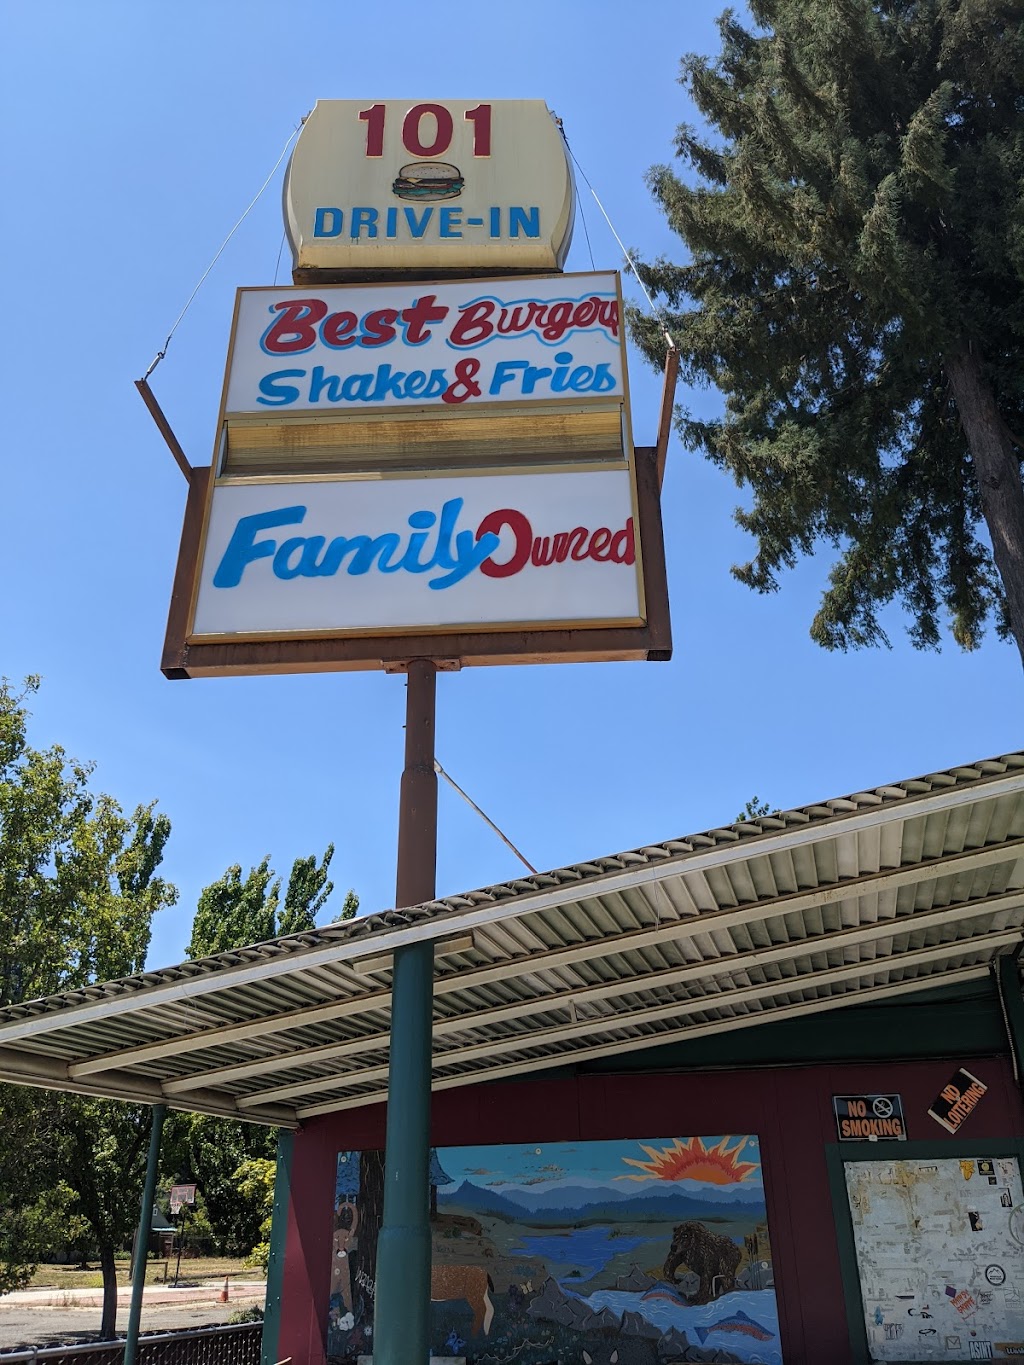 101
DRIVE-IN
Best Burgers
Shakes & Fries
Family Owned
NO
SMOKING
NO
LOITERING!